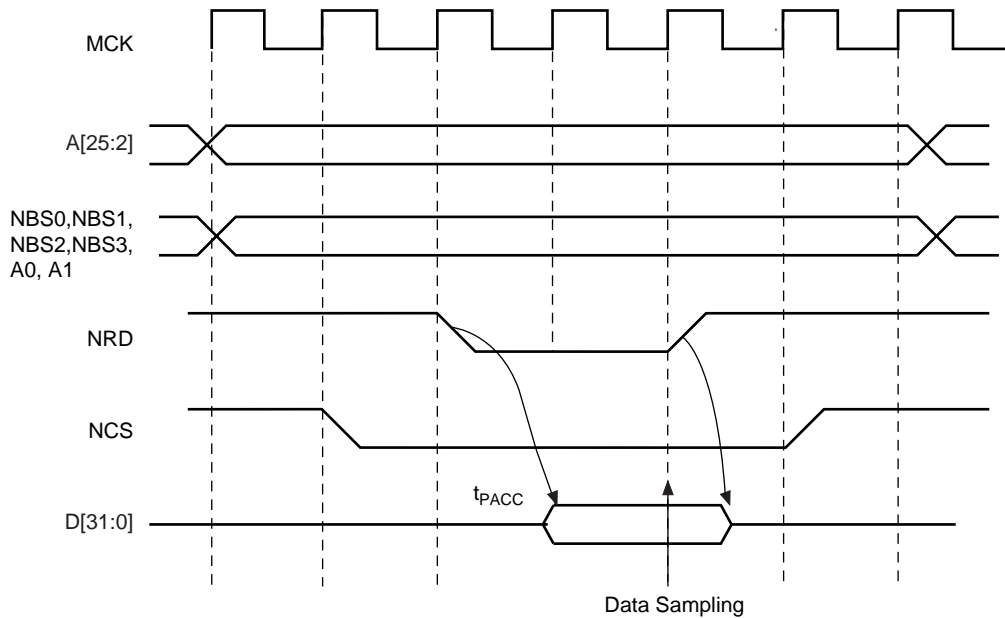 MCK
A[25:2]
NBS0,NBS1,
NBS2,NBS3,
A0, A1
NRD
NCS
tPACC
D[31:0]
Data Sampling